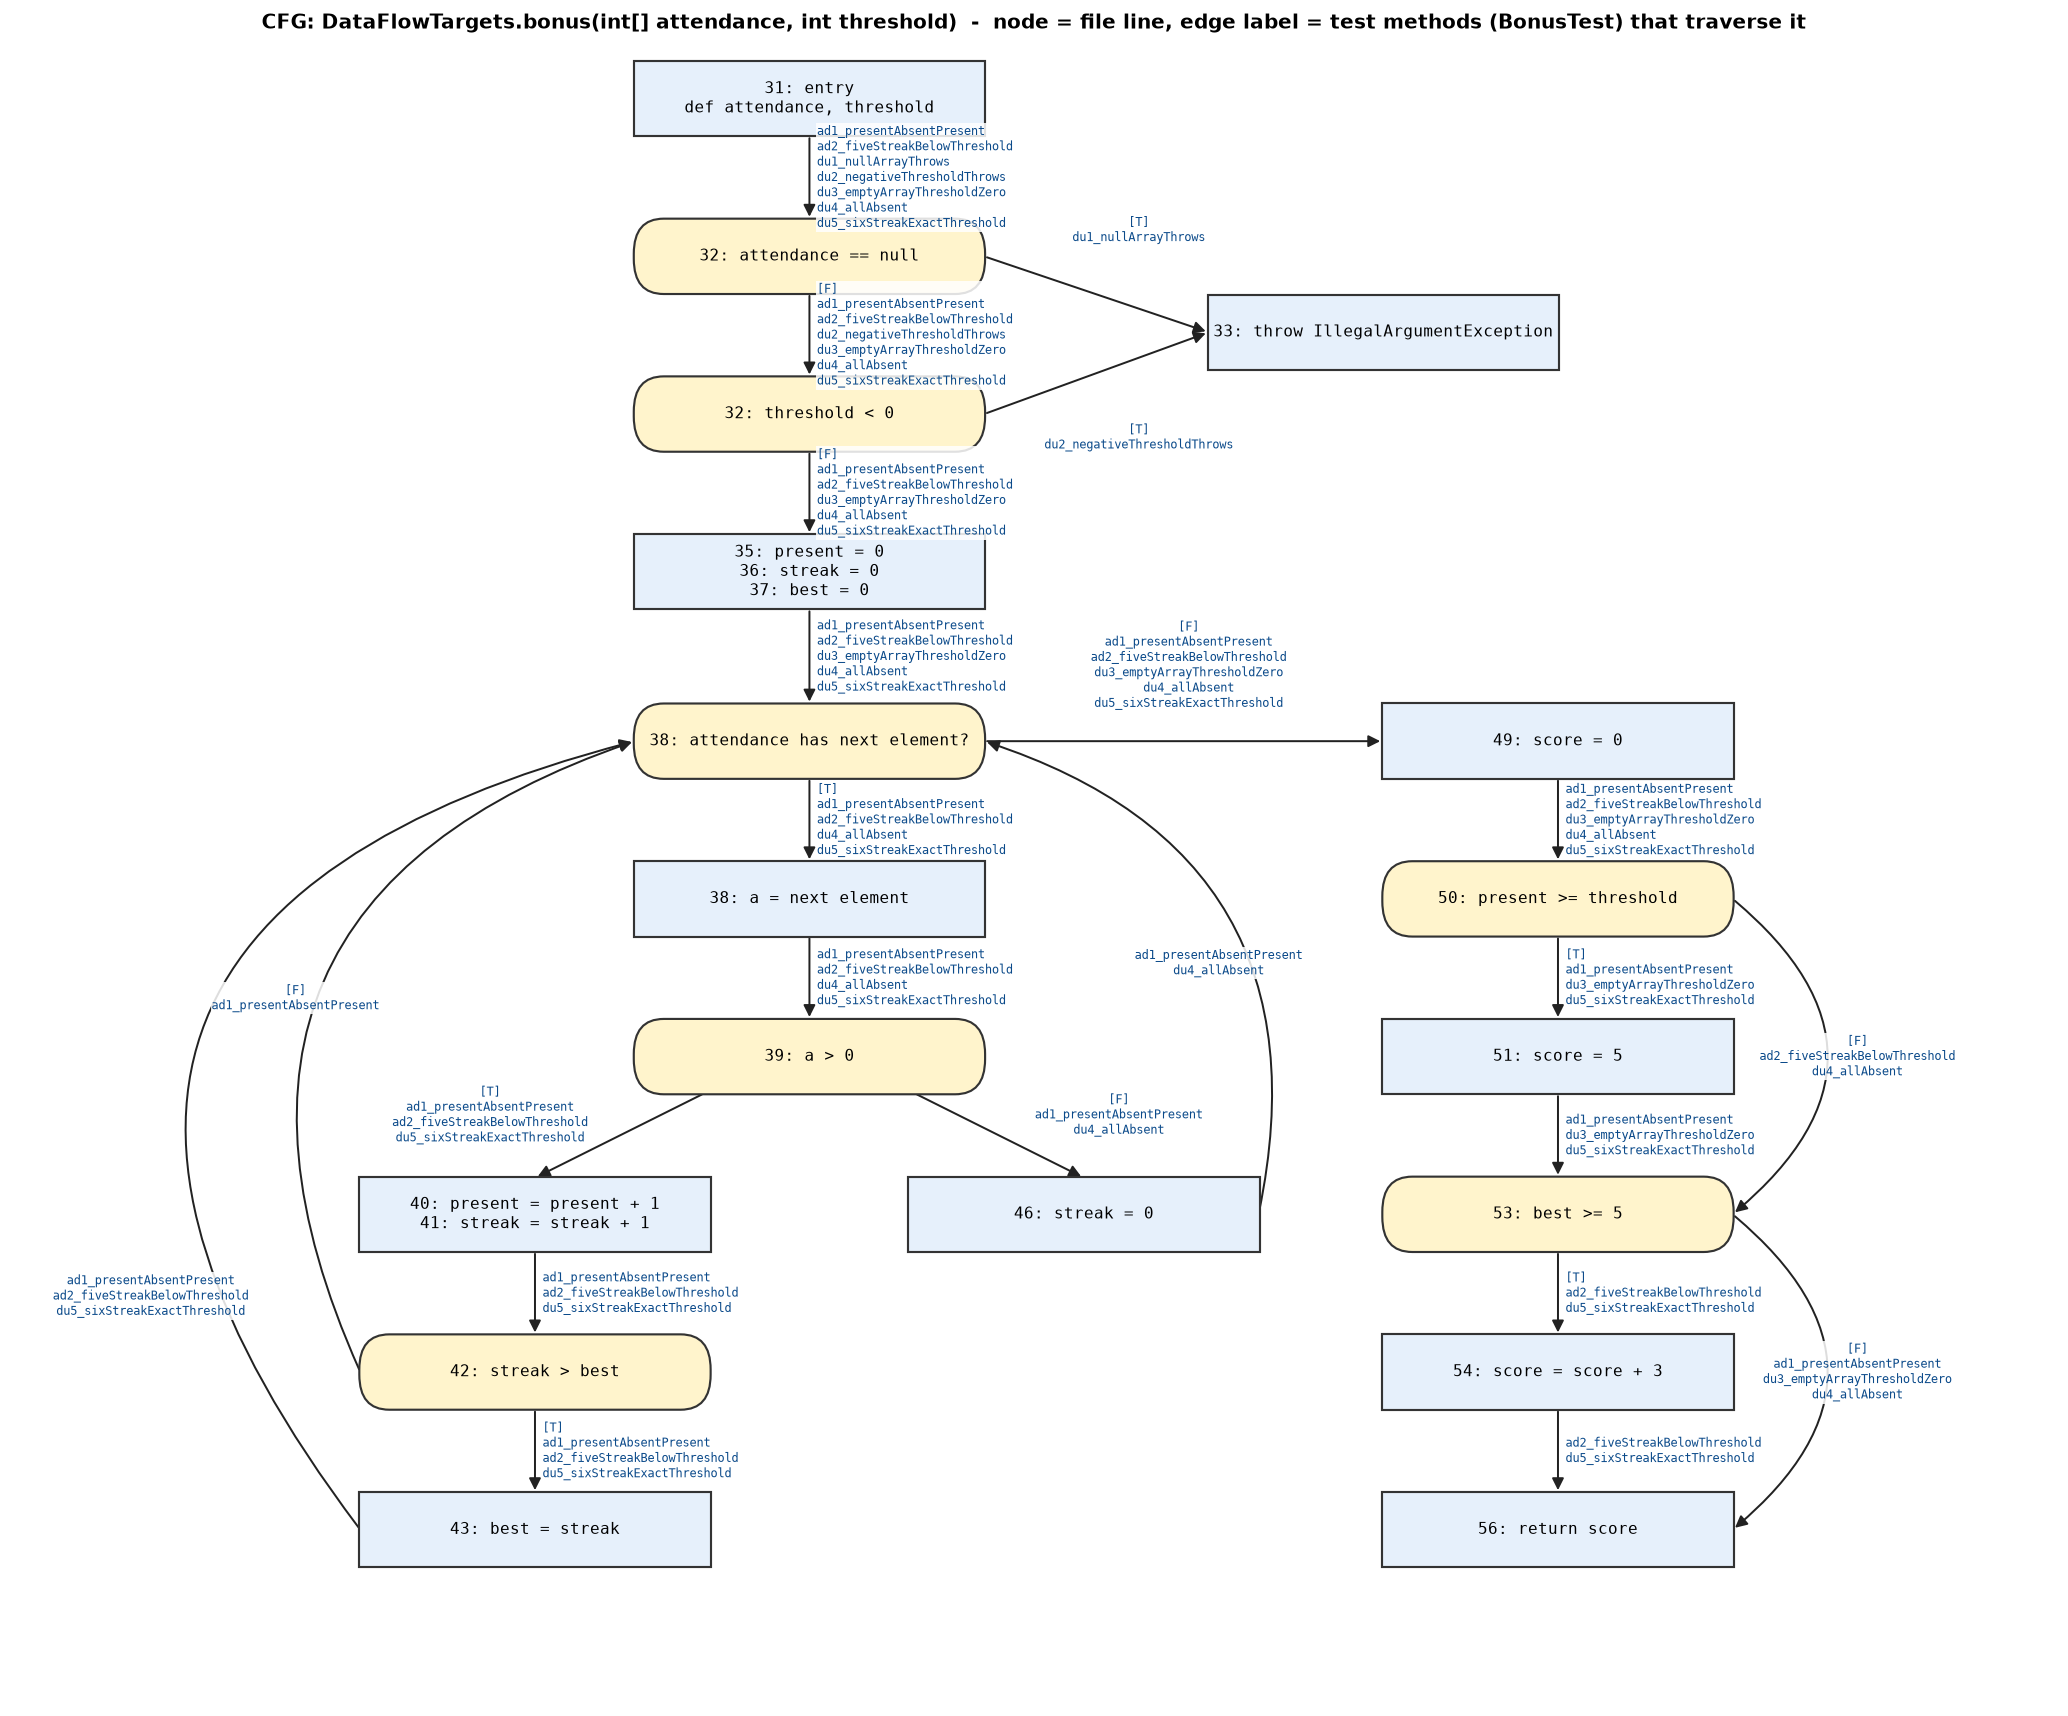 CFG: DataFlowTargets.bonus(int[] attendance, int threshold)  -  node = file line, edge label = test methods (BonusTest) that traverse it
31: entry
def attendance, threshold
ad1_presentAbsentPresent
ad2_fiveStreakBelowThreshold
du1_nullArrayThrows
du2_negativeThresholdThrows
du3_emptyArrayThresholdZero
du4_allAbsent
du5_sixStreakExactThreshold
32: attendance == null
[T]
du1_nullArrayThrows
[F]
ad1_presentAbsentPresent
ad2_fiveStreakBelowThreshold
du2_negativeThresholdThrows
du3_emptyArrayThresholdZero
du4_allAbsent
du5_sixStreakExactThreshold
33: throw IllegalArgumentException
32: threshold < 0
[T]
du2_negativeThresholdThrows
[F]
ad1_presentAbsentPresent
ad2_fiveStreakBelowThreshold
du3_emptyArrayThresholdZero
du4_allAbsent
du5_sixStreakExactThreshold
35: present = 0
36: streak = 0
37: best = 0
ad1_presentAbsentPresent
ad2_fiveStreakBelowThreshold
du3_emptyArrayThresholdZero
du4_allAbsent
du5_sixStreakExactThreshold
[F]
ad1_presentAbsentPresent
ad2_fiveStreakBelowThreshold
du3_emptyArrayThresholdZero
du4_allAbsent
du5_sixStreakExactThreshold
38: attendance has next element?
49: score = 0
[T]
ad1_presentAbsentPresent
ad2_fiveStreakBelowThreshold
du4_allAbsent
du5_sixStreakExactThreshold
ad1_presentAbsentPresent
ad2_fiveStreakBelowThreshold
du3_emptyArrayThresholdZero
du4_allAbsent
du5_sixStreakExactThreshold
38: a = next element
50: present >= threshold
ad1_presentAbsentPresent
ad2_fiveStreakBelowThreshold
du4_allAbsent
du5_sixStreakExactThreshold
ad1_presentAbsentPresent
du4_allAbsent
[T]
ad1_presentAbsentPresent
du3_emptyArrayThresholdZero
du5_sixStreakExactThreshold
[F]
ad1_presentAbsentPresent
39: a > 0
51: score = 5
[F]
ad2_fiveStreakBelowThreshold
du4_allAbsent
[T]
ad1_presentAbsentPresent
ad2_fiveStreakBelowThreshold
du5_sixStreakExactThreshold
[F]
ad1_presentAbsentPresent
du4_allAbsent
ad1_presentAbsentPresent
du3_emptyArrayThresholdZero
du5_sixStreakExactThreshold
40: present = present + 1
41: streak = streak + 1
46: streak = 0
53: best >= 5
ad1_presentAbsentPresent
ad2_fiveStreakBelowThreshold
du5_sixStreakExactThreshold
ad1_presentAbsentPresent
ad2_fiveStreakBelowThreshold
du5_sixStreakExactThreshold
[T]
ad2_fiveStreakBelowThreshold
du5_sixStreakExactThreshold
42: streak > best
54: score = score + 3
[F]
ad1_presentAbsentPresent
du3_emptyArrayThresholdZero
du4_allAbsent
[T]
ad1_presentAbsentPresent
ad2_fiveStreakBelowThreshold
du5_sixStreakExactThreshold
ad2_fiveStreakBelowThreshold
du5_sixStreakExactThreshold
43: best = streak
56: return score